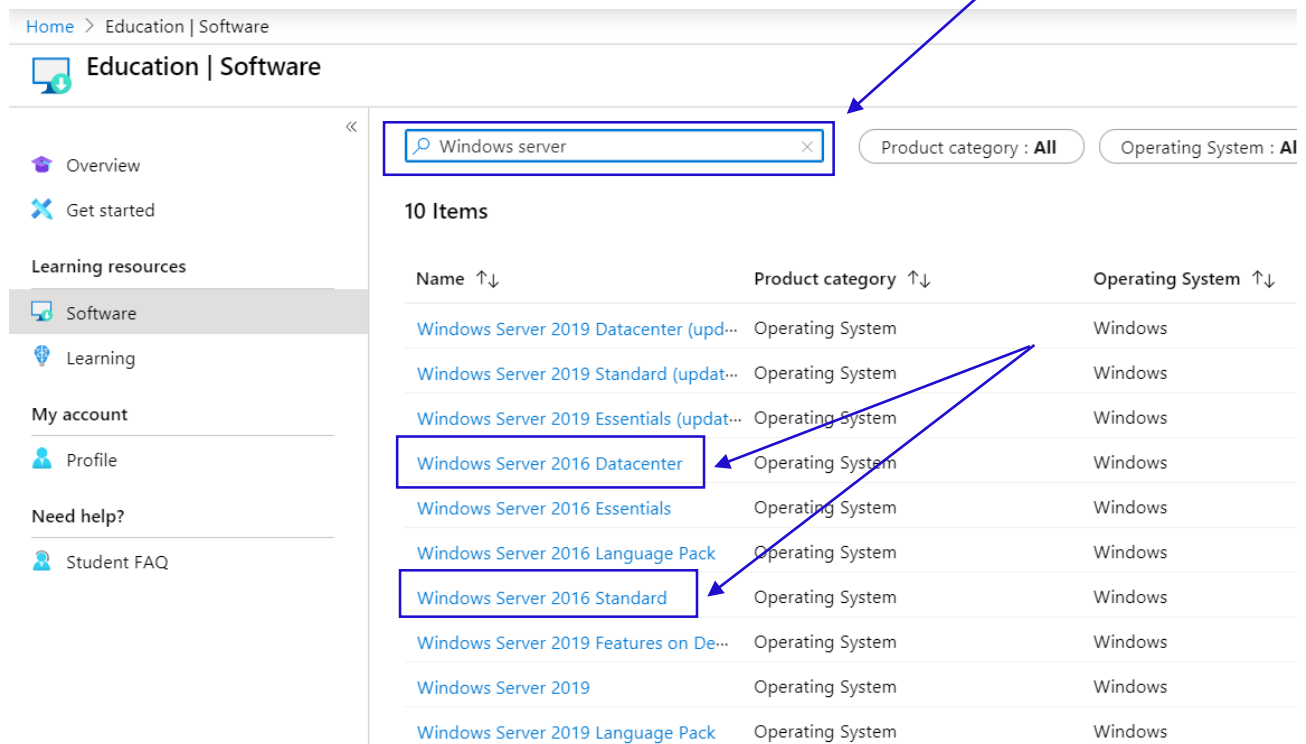 Home > Education | Software
Education | Software
«
Overview
Get started
Learning resources
Software
Learning
My account
Profile
Need help?
Student FAQ
Windows server ×
Product category : All
Operating System : Al
10 Items
Name ↑↓ Product category ↑↓ Operating System ↑↓
Windows Server 2019 Datacenter (upd··· Operating System Windows
Windows Server 2019 Standard (updat··· Operating System Windows
Windows Server 2019 Essentials (updat··· Operating System Windows
Windows Server 2016 Datacenter Operating System Windows
Windows Server 2016 Essentials Operating System Windows
Windows Server 2016 Language Pack Operating System Windows
Windows Server 2016 Standard Operating System Windows
Windows Server 2019 Features on De··· Operating System Windows
Windows Server 2019 Operating System Windows
Windows Server 2019 Language Pack Operating System Windows